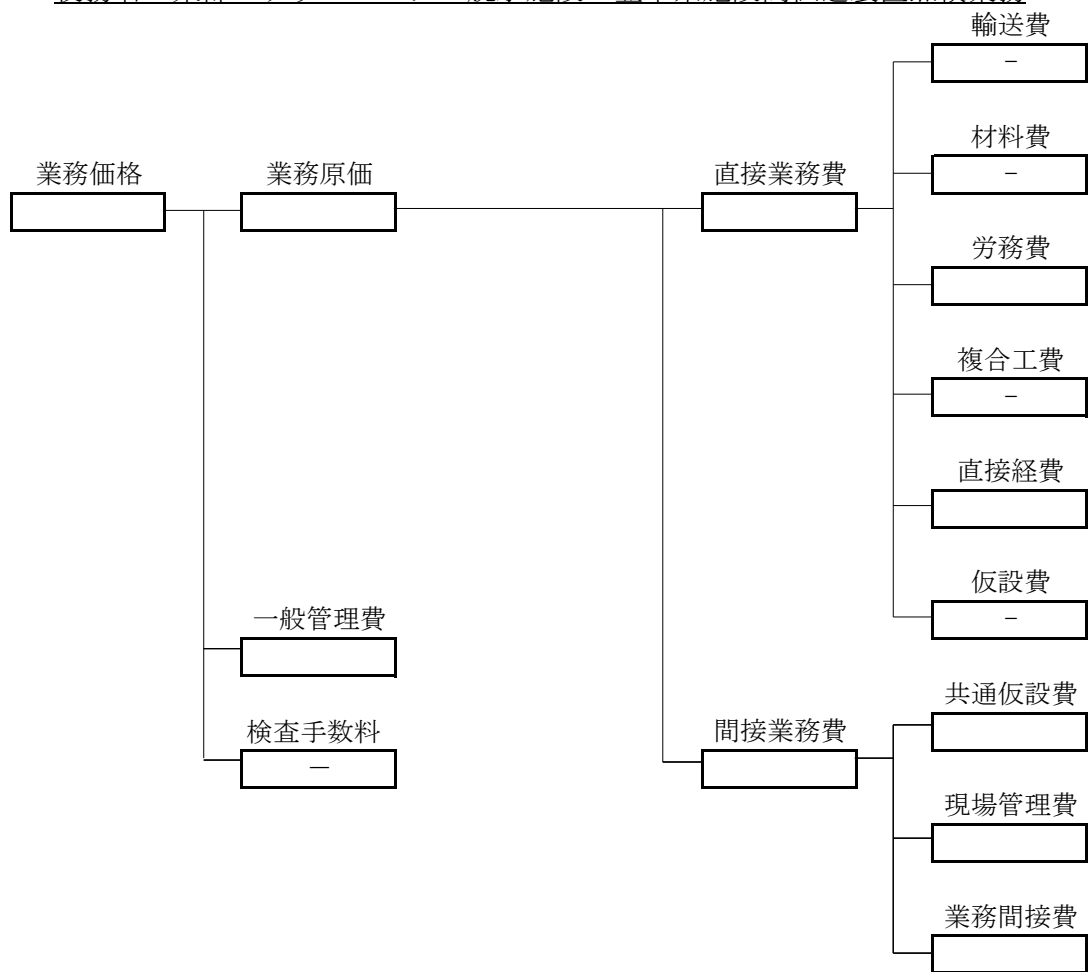 輸送費
－
材料費
－
業務価格
業務原価
直接業務費
労務費
複合工費
－
直接経費
仮設費
－
一般管理費
共通仮設費
検査手数料
－
間接業務費
現場管理費
業務間接費